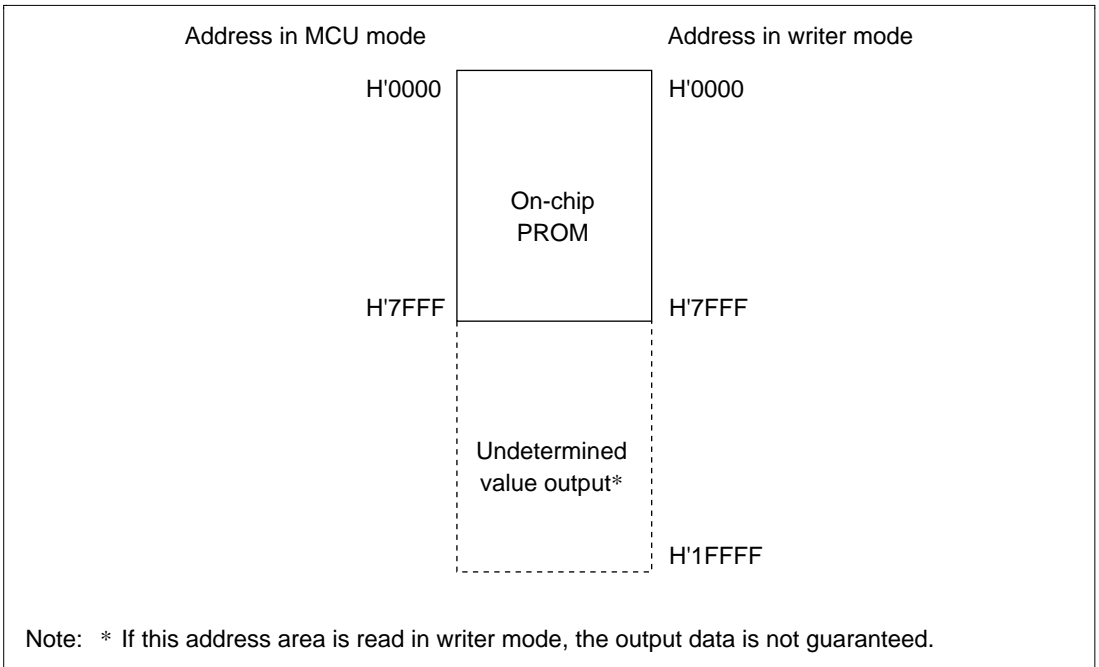 Address in MCU mode Address in writer mode
H'0000 H'0000
On-chip
PROM
H'7FFF H'7FFF
Undetermined
value output*
H'1FFFF
Note: * If this address area is read in writer mode, the output data is not guaranteed.